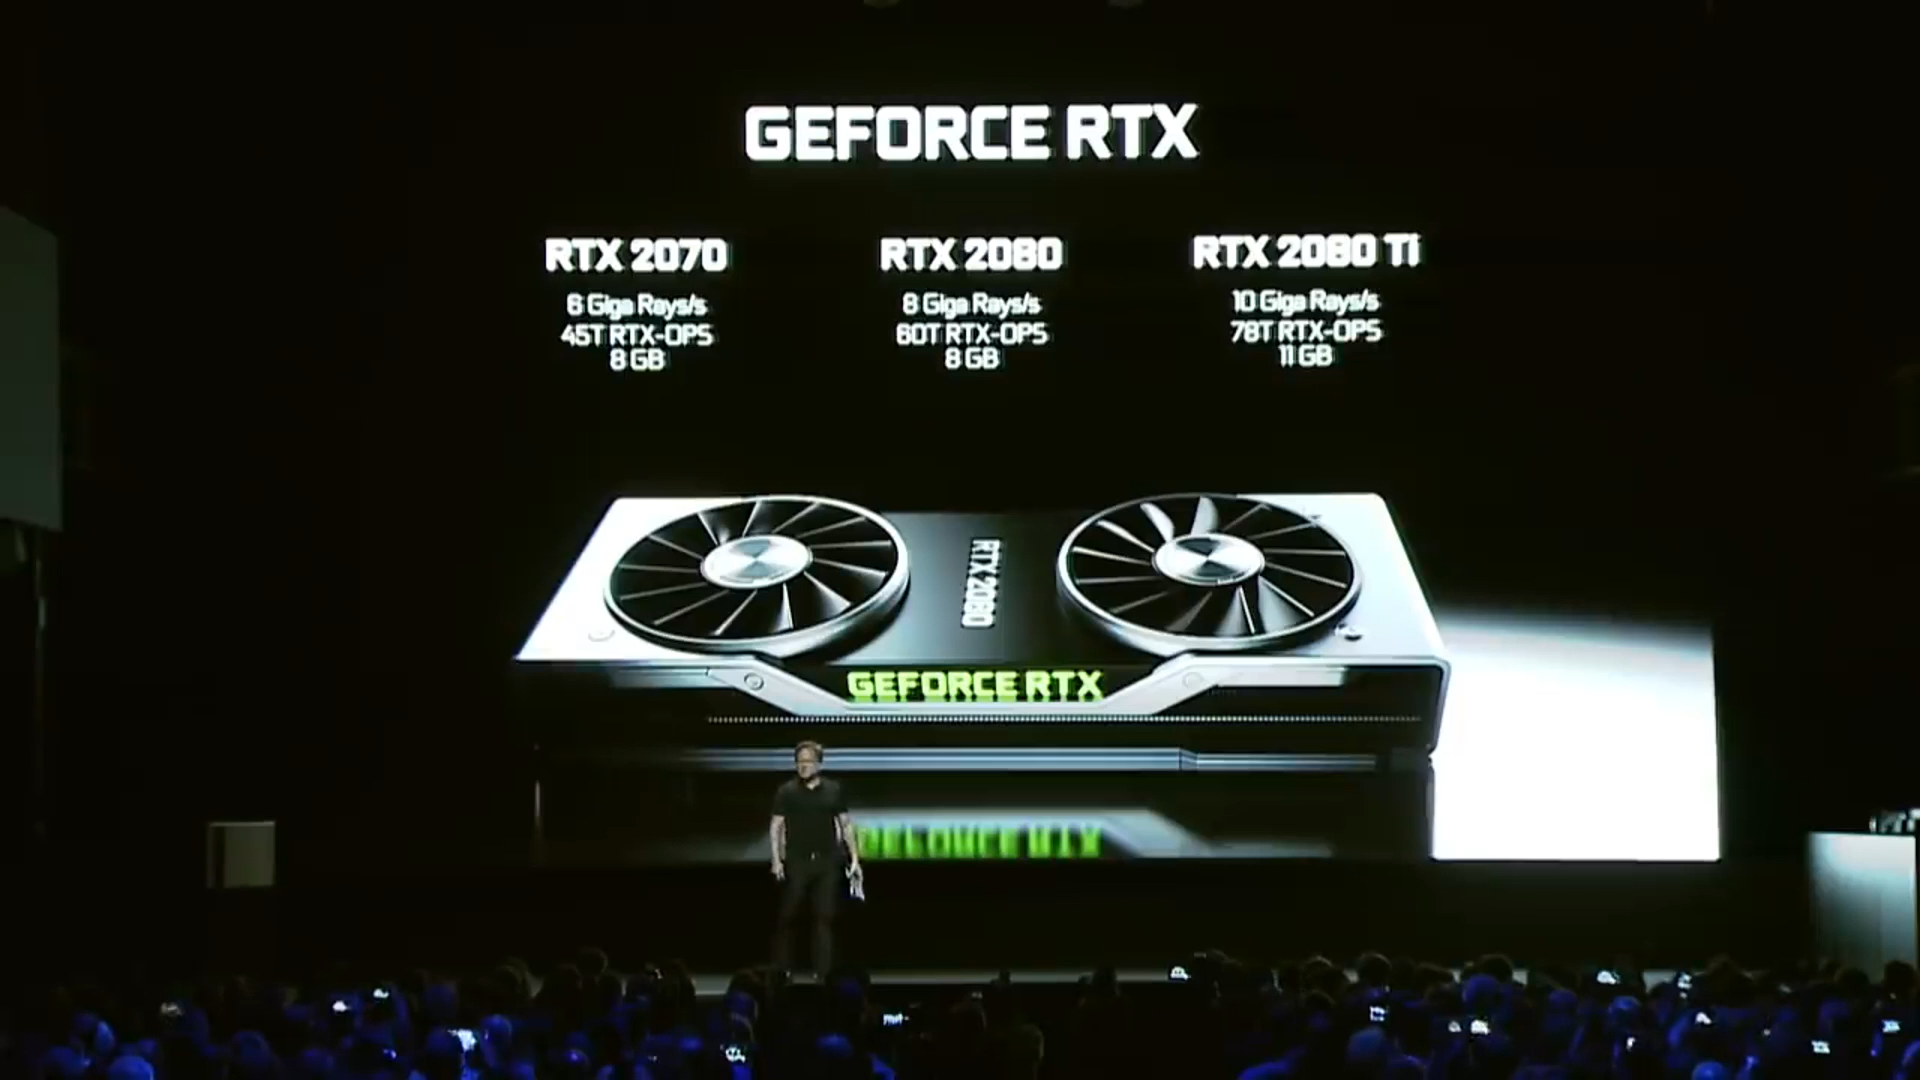 GEFORCE RTX
RTX 2070
6 Giga Rays/s
45T RTX-OPS
8 GB
RTX 2080
8 Giga Rays/s
60T RTX-OPS
8 GB
RTX 2080 Ti
10 Giga Rays/s
78T RTX-OPS
11 GB
RTX 2080
GEFORCE RTX